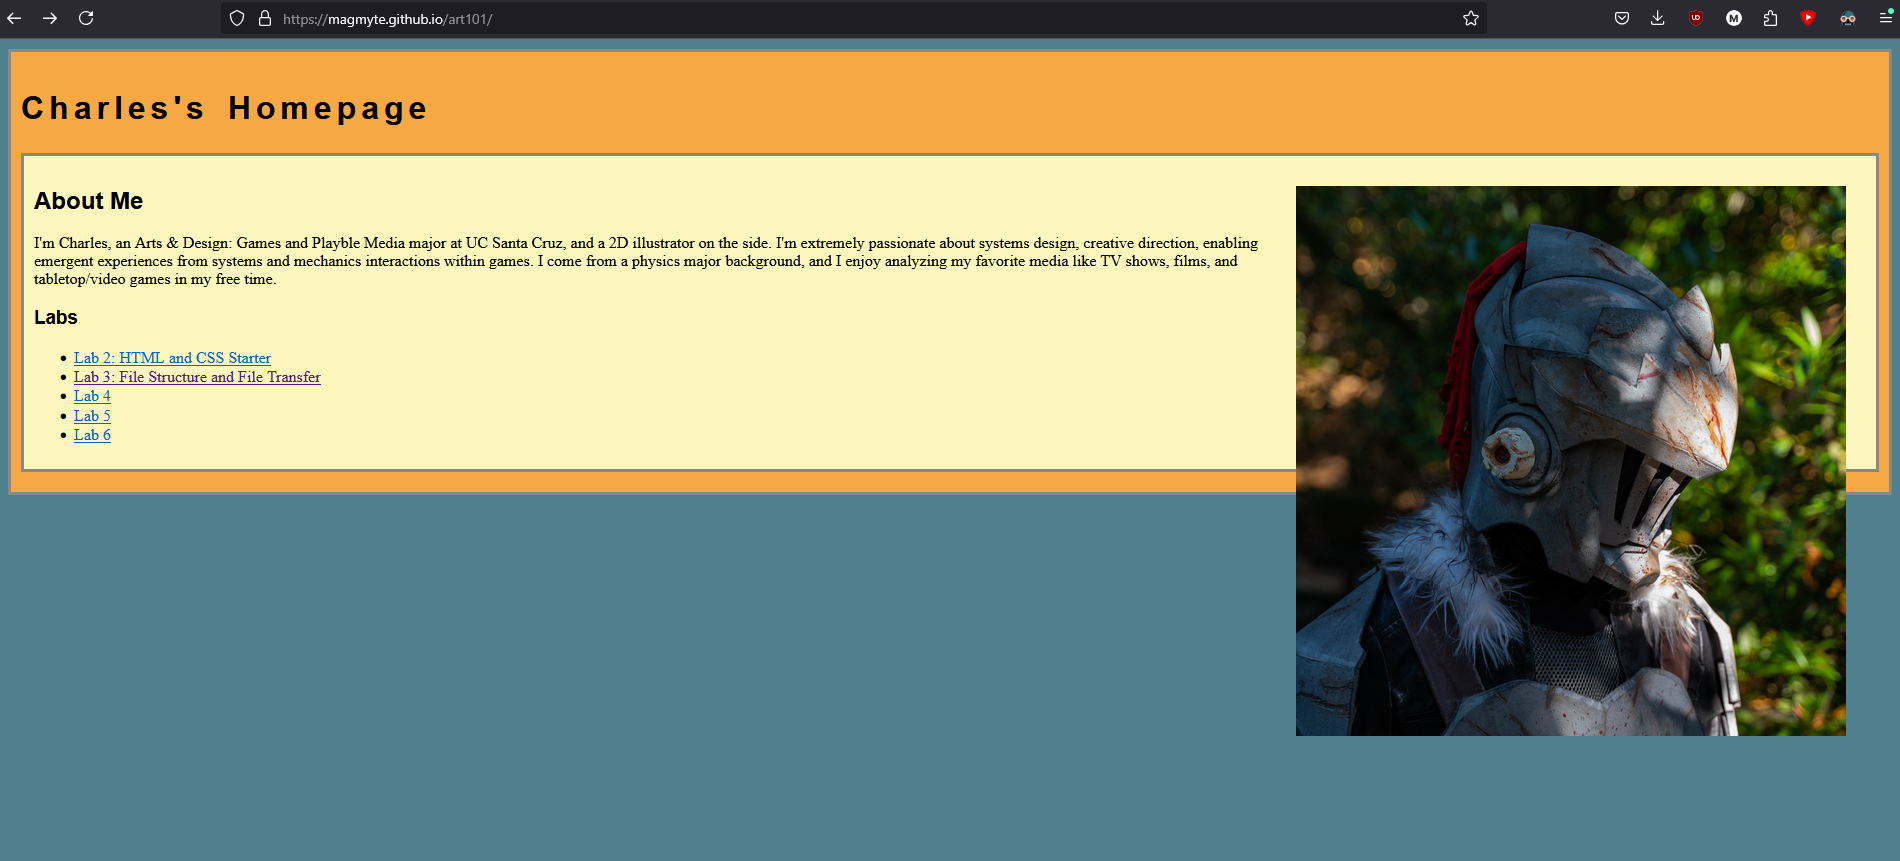 https://magmyte.github.io/art101/
UD
M
Charles's Homepage
About Me
I'm Charles, an Arts & Design: Games and Playble Media major at UC Santa Cruz, and a 2D illustrator on the side. I'm extremely passionate about systems design, creative direction, enabling
emergent experiences from systems and mechanics interactions within games. I come from a physics major background, and I enjoy analyzing my favorite media like TV shows, films, and
tabletop/video games in my free time.
Labs
Lab 2: HTML and CSS Starter
Lab 3: File Structure and File Transfer
Lab 4
Lab 5
Lab 6